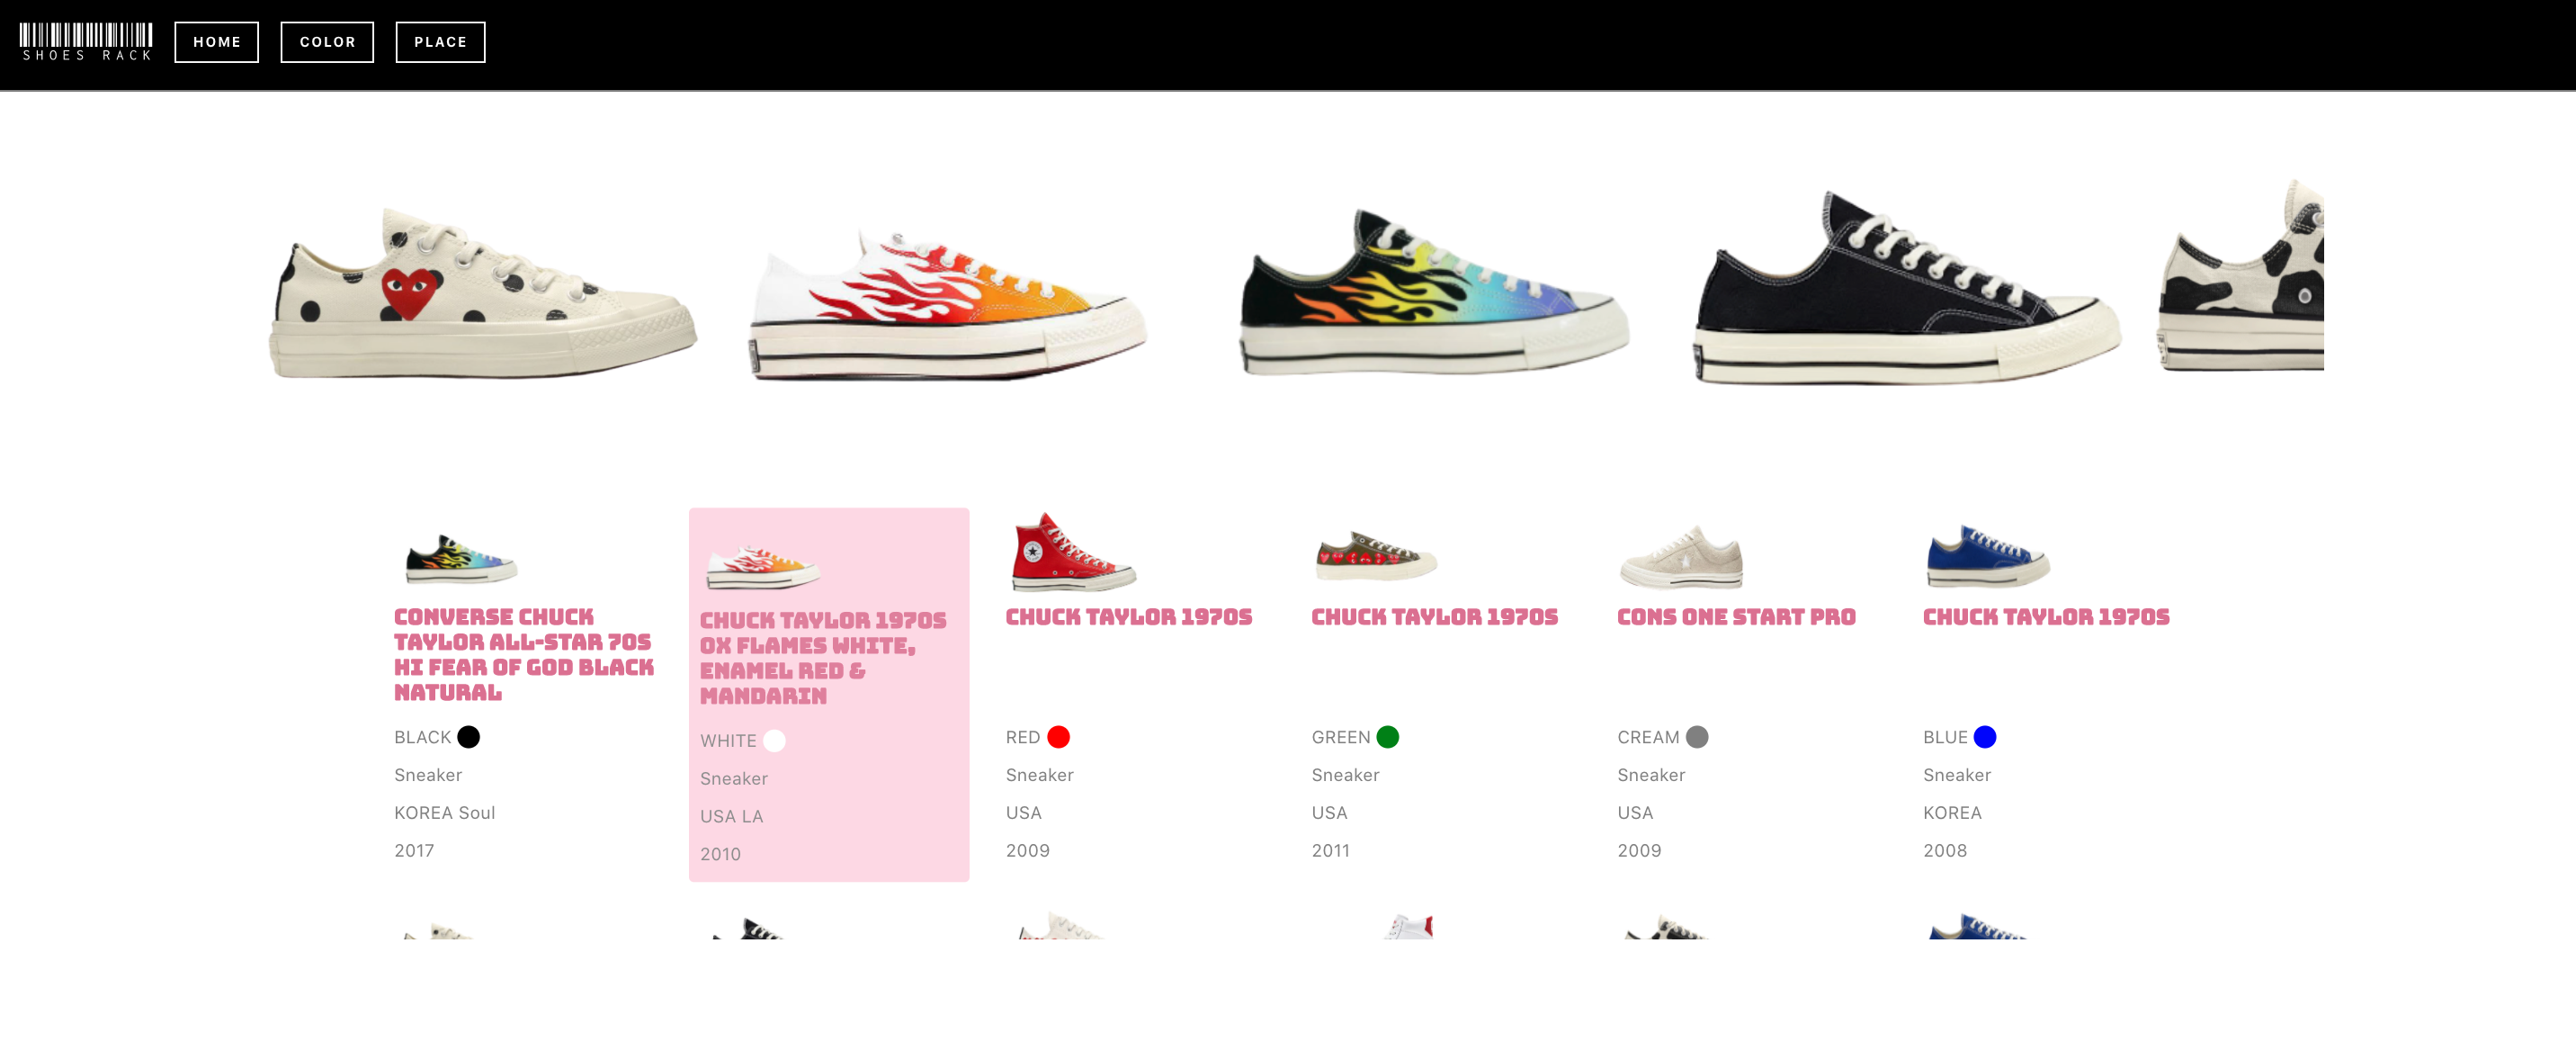 SHOES RACK
HOME
COLOR
PLACE
CONVERSE CHUCK
TAYLOR ALL-STAR 70S
HI FEAR OF GOD BLACK
NATURAL
BLACK
Sneaker
KOREA Soul
2017
CHUCK TAYLOR 1970S
OX FLAMES WHITE,
ENAMEL RED &
MANDARIN
WHITE
Sneaker
USA LA
2010
CHUCK TAYLOR 1970S
RED
Sneaker
USA
2009
CHUCK TAYLOR 1970S
GREEN
Sneaker
USA
2011
CONS ONE START PRO
CREAM
Sneaker
USA
2009
CHUCK TAYLOR 1970S
BLUE
Sneaker
KOREA
2008